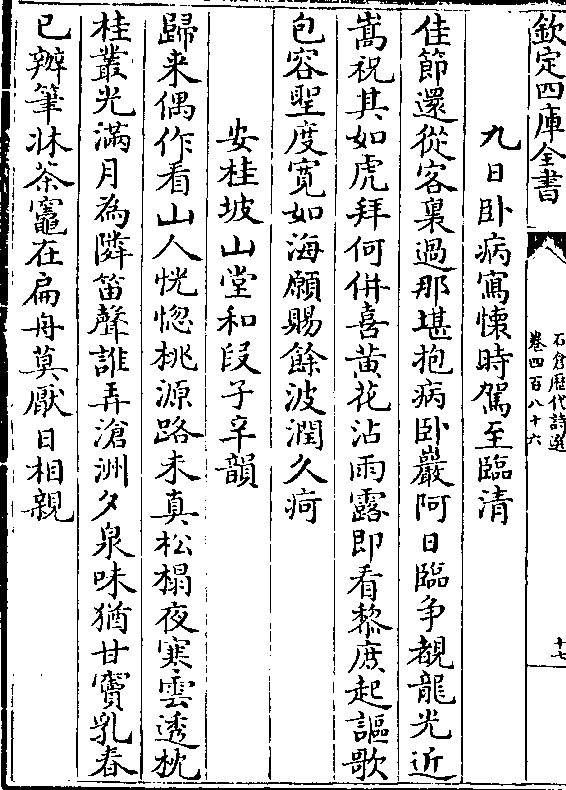 欽定四庫全書
石倉歴代詩選
卷四百八十六
十七
九日卧病寫懷時駕至臨清
佳節還從客裏過那堪抱病卧巖阿日臨争覩龍光近
嵩祝其如虎拜何併喜黄花沾雨露即看黎庶起謳歌
包容聖度寛如海願賜餘波潤久疴
安桂坡山堂和段子辛韻
歸来偶作看山人恍惚桃源路未真松榻夜寒雲透枕
桂叢光滿月為隣笛聲誰弄滄洲夕泉味猶甘竇乳春
已辦筆牀茶竈在扁舟莫厭日相親